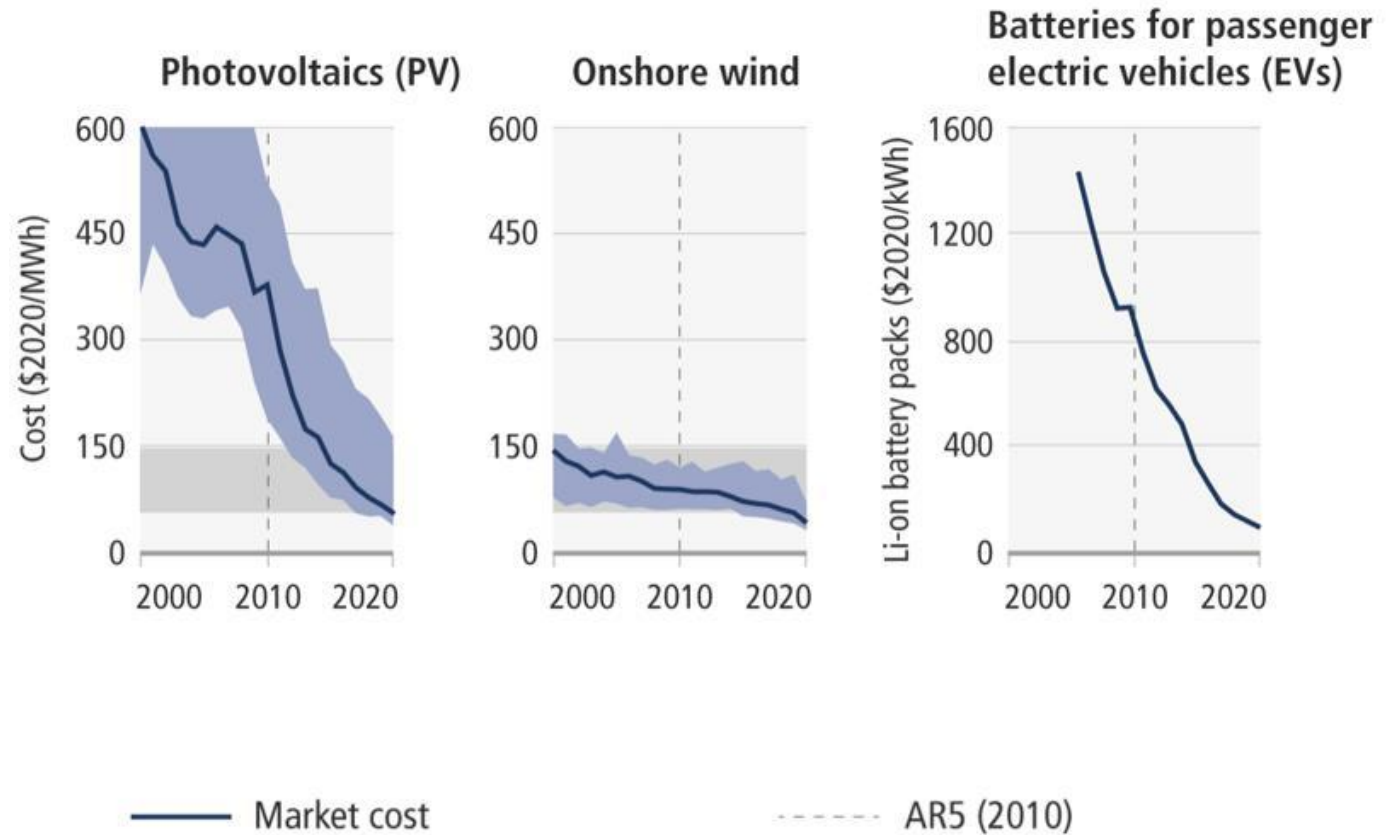 Photovoltaics (PV)
Onshore wind
Batteries for passenger
electric vehicles (EVs)
Cost ($2020/MWh)
600
450
300
150
0
2000 2010 2020
600
450
300
150
0
2000 2010 2020
Li-on battery packs ($2020/kWh)
1600
1200
800
400
0
2000 2010 2020
Market cost
AR5 (2010)